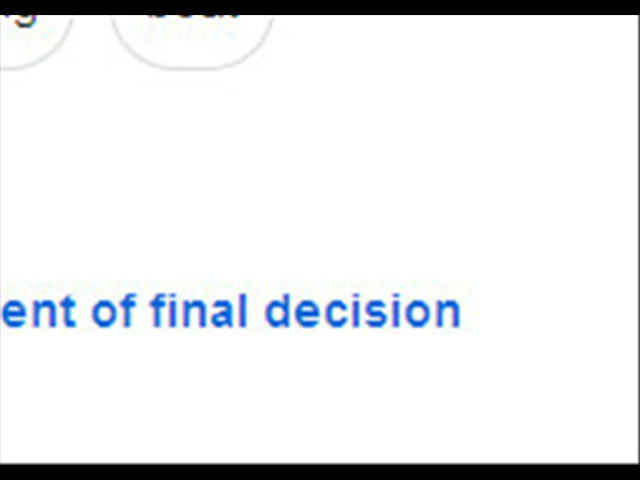 ent of final decision